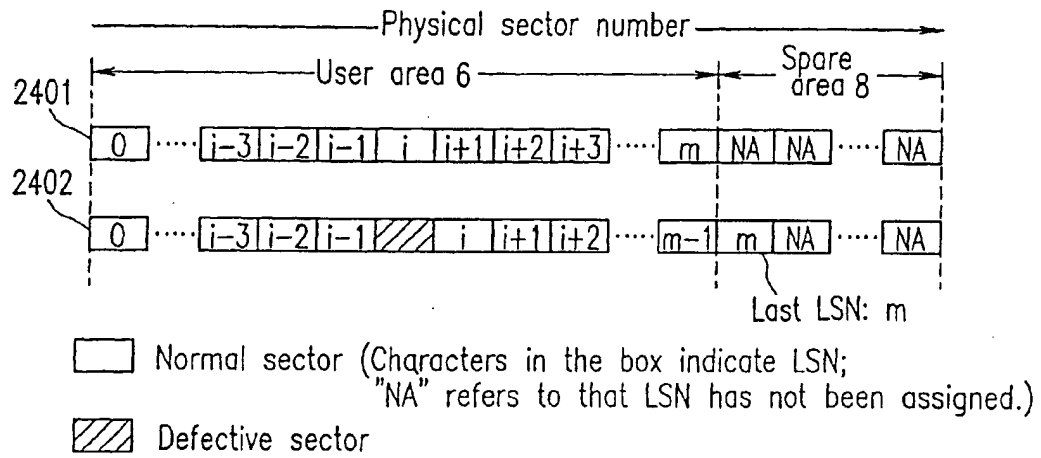 Physical sector number
User area 6
Spare area 8
2401
0 ····· i-3 i-2 i-1 i i+1 i+2 i+3 ····· m NA NA ····· NA
2402
0 ····· i-3 i-2 i-1 i i+1 i+2 ····· m-1 m NA ····· NA
Last LSN: m
Normal sector (Characters in the box indicate LSN;
"NA" refers to that LSN has not been assigned.)
Defective sector